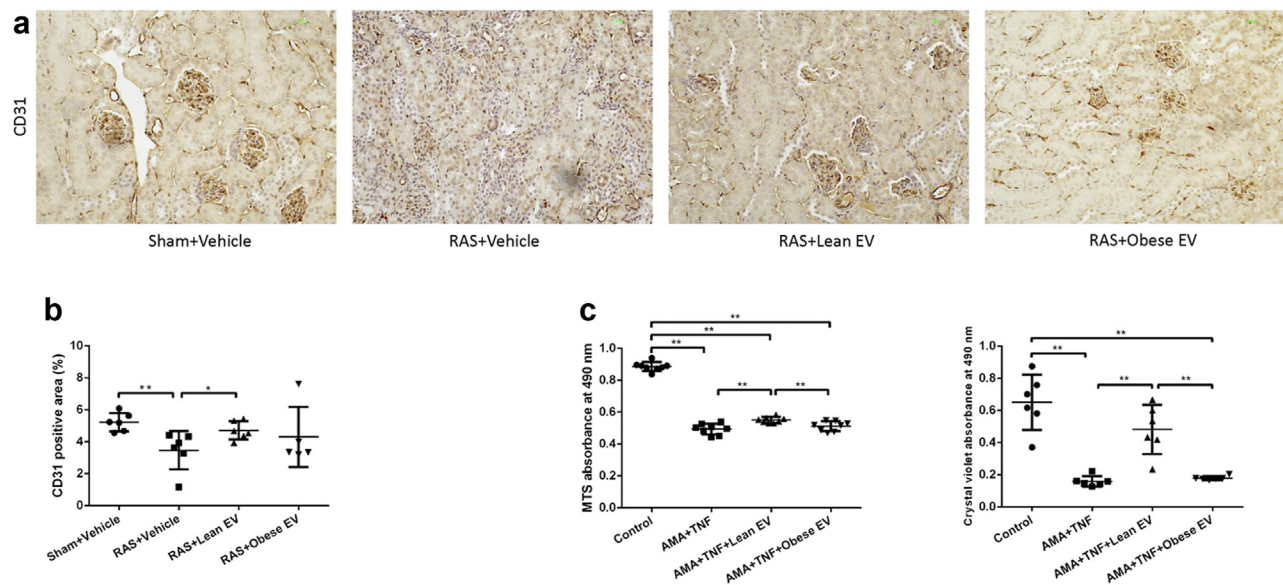 a
CD31
Sham+Vehicle
RAS+Vehicle
RAS+Lean EV
RAS+Obese EV
b
CD31 positive area (%)
10
8
6
4
2
0
**
*
Sham+Vehicle
RAS+Vehicle
RAS+Lean EV
RAS+Obese EV
c
MTS absorbance at 490 nm
1.0
0.8
0.6
0.4
0.2
0.0
**
**
**
**
**
Control
AMA+TNF
AMA+TNF+Lean EV
AMA+TNF+Obese EV
Crystal violet absorbance at 490 nm
1.0
0.8
0.6
0.4
0.2
0.0
**
**
**
**
Control
AMA+TNF
AMA+TNF+Lean EV
AMA+TNF+Obese EV